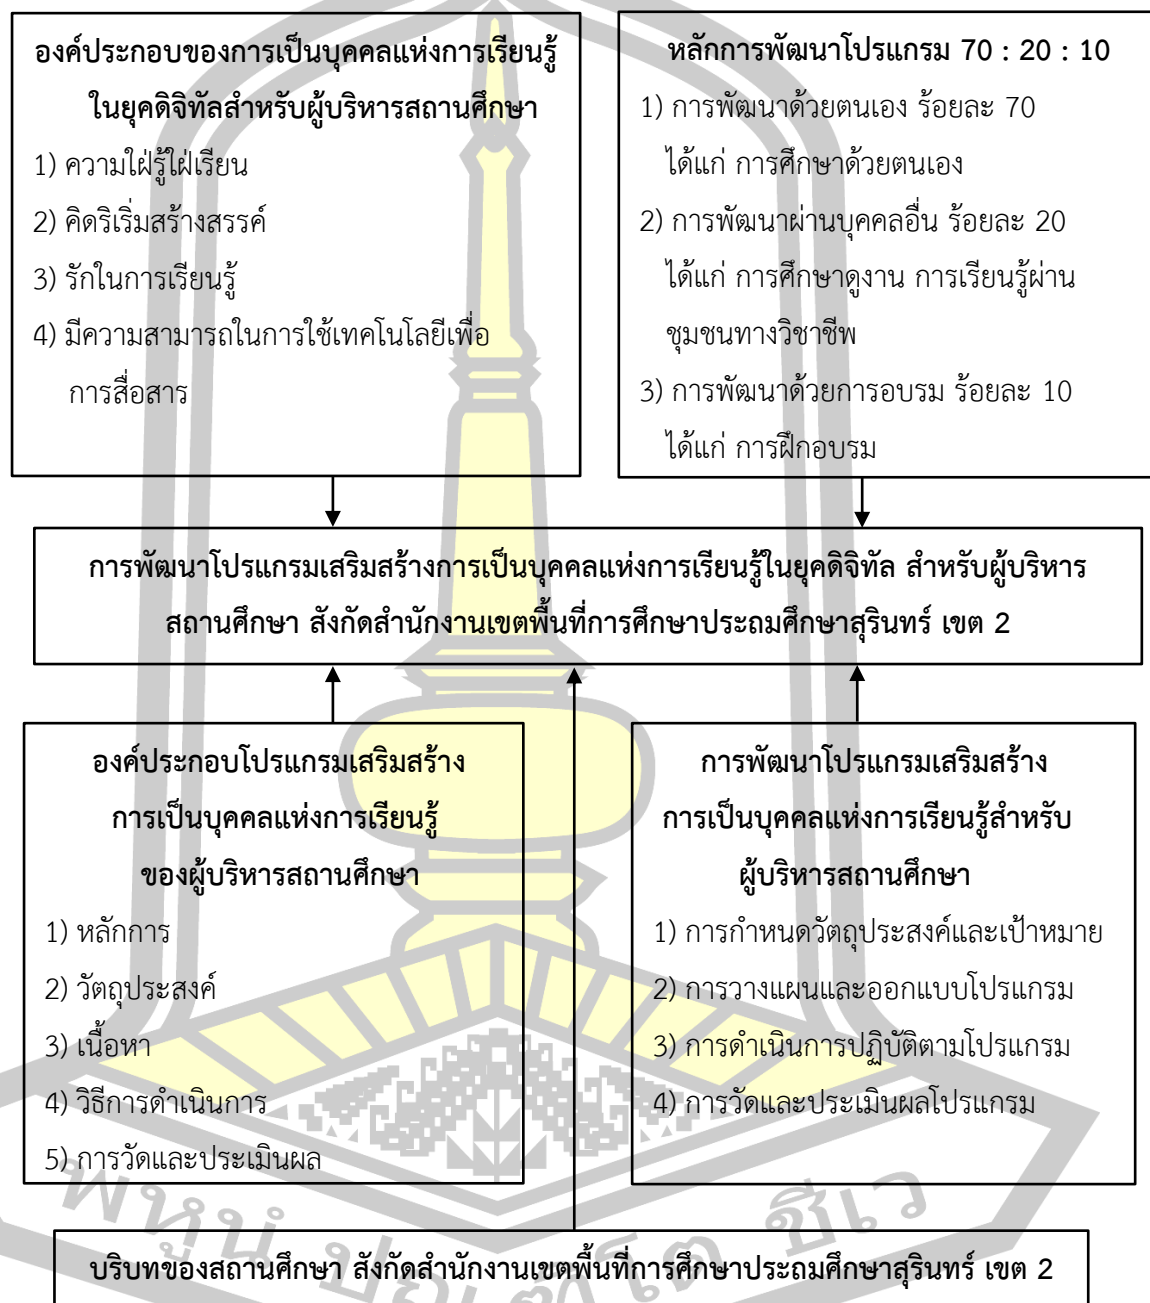 องค์ประกอบของการเป็นบุคคลแห่งการเรียนรู้
ในยุคดิจิทัลสำหรับผู้บริหารสถานศึกษา
1) ความใฝ่รู้ใฝ่เรียน
2) คิดริเริ่มสร้างสรรค์
3) รักในการเรียนรู้
4) มีความสามารถในการใช้เทคโนโลยีเพื่อ
การสื่อสาร
หลักการพัฒนาโปรแกรม 70 : 20 : 10
1) การพัฒนาด้วยตนเอง ร้อยละ 70
ได้แก่ การศึกษาด้วยตนเอง
2) การพัฒนาผ่านบุคคลอื่น ร้อยละ 20
ได้แก่ การศึกษาดูงาน การเรียนรู้ผ่าน
ชุมชนทางวิชาชีพ
3) การพัฒนาด้วยการอบรม ร้อยละ 10
ได้แก่ การฝึกอบรม
การพัฒนาโปรแกรมเสริมสร้างการเป็นบุคคลแห่งการเรียนรู้ในยุคดิจิทัล สำหรับผู้บริหาร
สถานศึกษา สังกัดสำนักงานเขตพื้นที่การศึกษาประถมศึกษาสุรินทร์ เขต 2
องค์ประกอบโปรแกรมเสริมสร้าง
การเป็นบุคคลแห่งการเรียนรู้
ของผู้บริหารสถานศึกษา
1) หลักการ
2) วัตถุประสงค์
3) เนื้อหา
4) วิธีการดำเนินการ
5) การวัดและประเมินผล
การพัฒนาโปรแกรมเสริมสร้าง
การเป็นบุคคลแห่งการเรียนรู้สำหรับ
ผู้บริหารสถานศึกษา
1) การกำหนดวัตถุประสงค์และเป้าหมาย
2) การวางแผนและออกแบบโปรแกรม
3) การดำเนินการปฏิบัติตามโปรแกรม
4) การวัดและประเมินผลโปรแกรม
พหูนํ ปณฺฑิโต ชีเว
บริบทของสถานศึกษา สังกัดสำนักงานเขตพื้นที่การศึกษาประถมศึกษาสุรินทร์ เขต 2